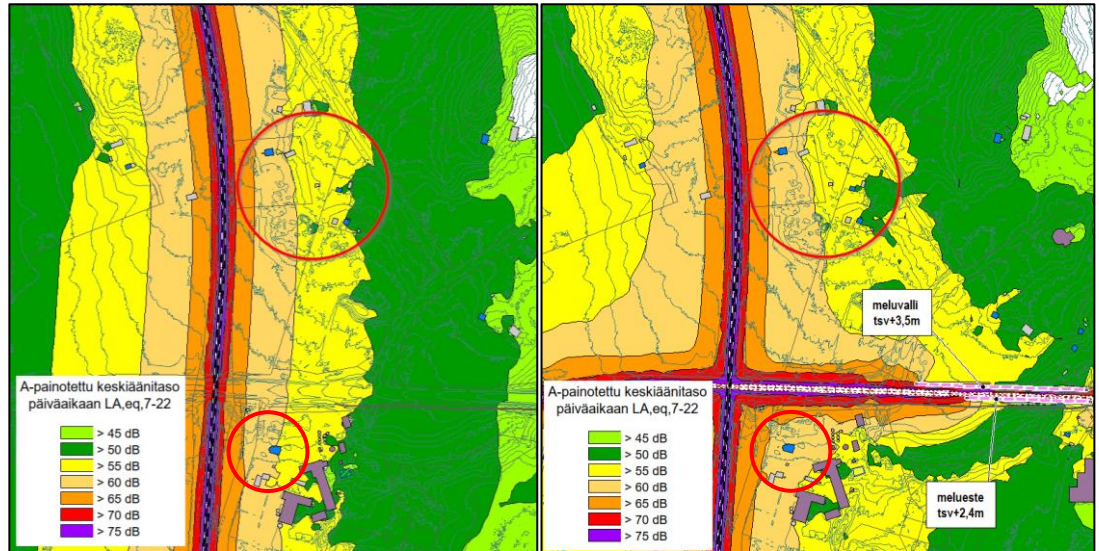 A-painotettu keskiäänitaso
päiväaikaan LA,eq,7-22
> 45 dB
> 50 dB
> 55 dB
> 60 dB
> 65 dB
> 70 dB
> 75 dB
meluvalli
tsv+3,5m
A-painotettu keskiäänitaso
päiväaikaan LA,eq,7-22
> 45 dB
> 50 dB
> 55 dB
> 60 dB
> 65 dB
> 70 dB
> 75 dB
melueste
tsv+2,4m